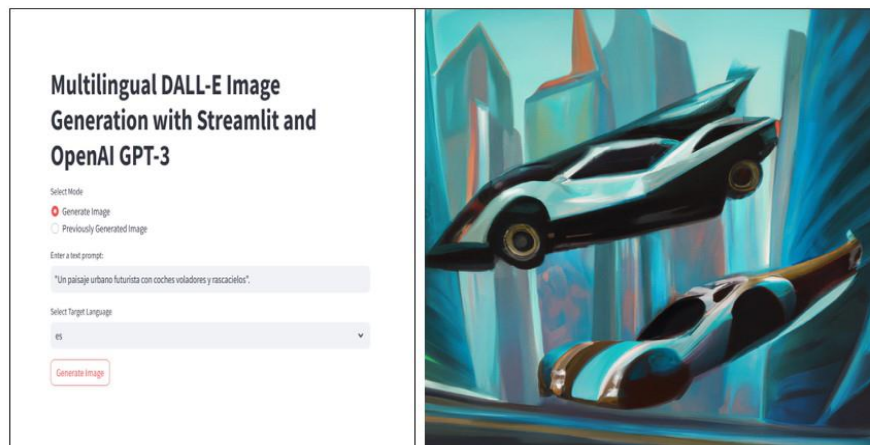 Multilingual DALL-E Image
Generation with Streamlit and
OpenAI GPT-3
Select Mode
Generate Image
Previously Generated Image
Enter a text prompt:
"Un paisaje urbano futurista con coches voladores y rascacielos".
Select Target Language
es
Generate Image